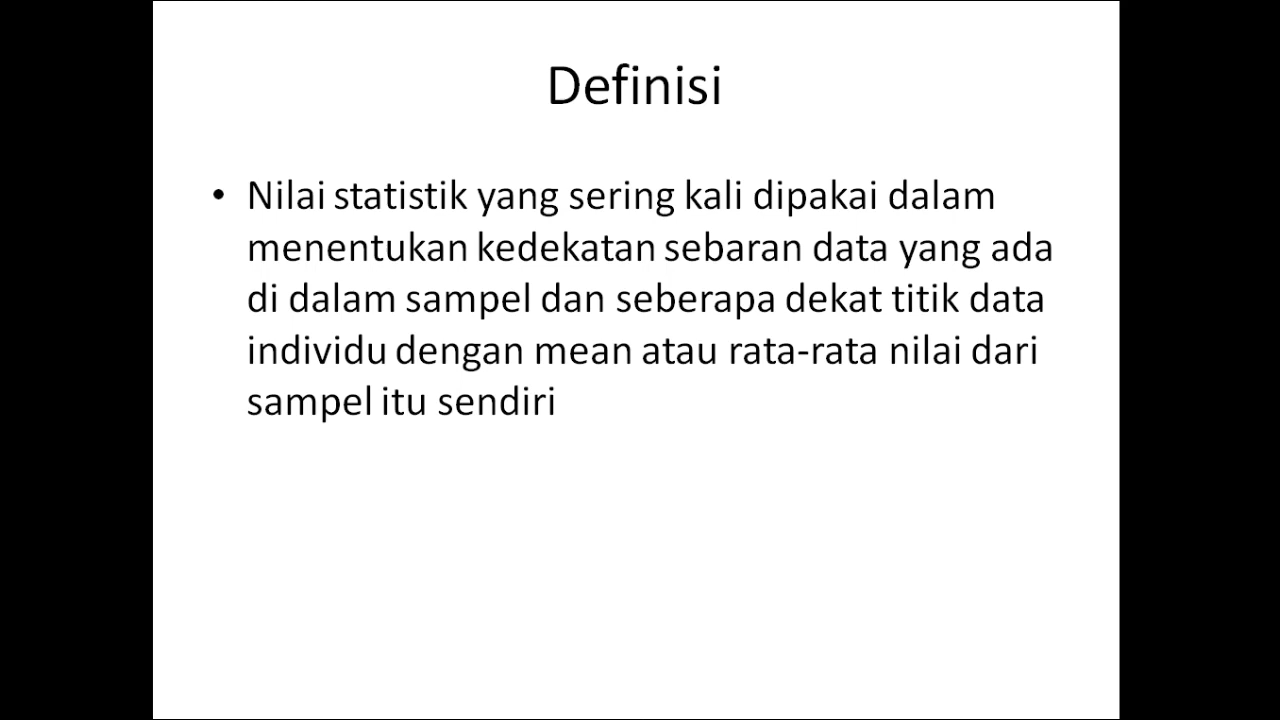 Definisi
• Nilai statistik yang sering kali dipakai dalam
menentukan kedekatan sebaran data yang ada
di dalam sampel dan seberapa dekat titik data
individu dengan mean atau rata-rata nilai dari
sampel itu sendiri